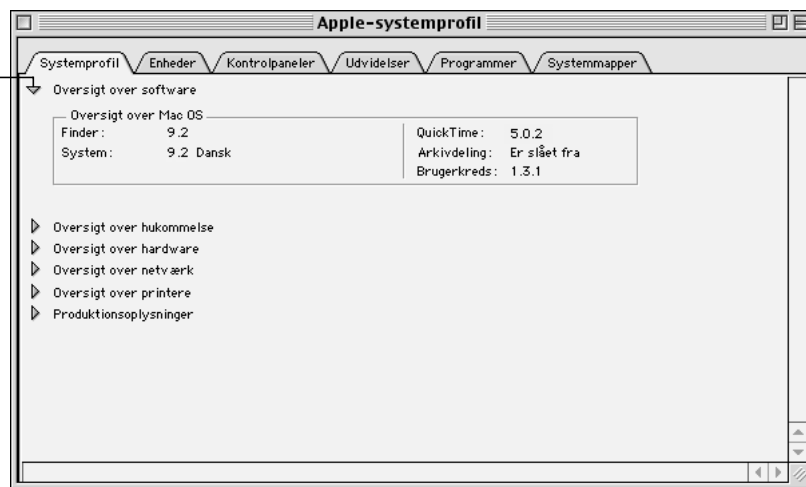 Apple-systemprofil
Systemprofil Enheder Kontrolpaneler Udvidelser Programmer Systemmapper
Oversigt over software
Oversigt over Mac OS
Finder: 9.2 QuickTime: 5.0.2
System: 9.2 Dansk Arkivdeling: Er slået fra
Brugerkreds: 1.3.1
Oversigt over hukommelse
Oversigt over hardware
Oversigt over netværk
Oversigt over printere
Produktionsoplysninger